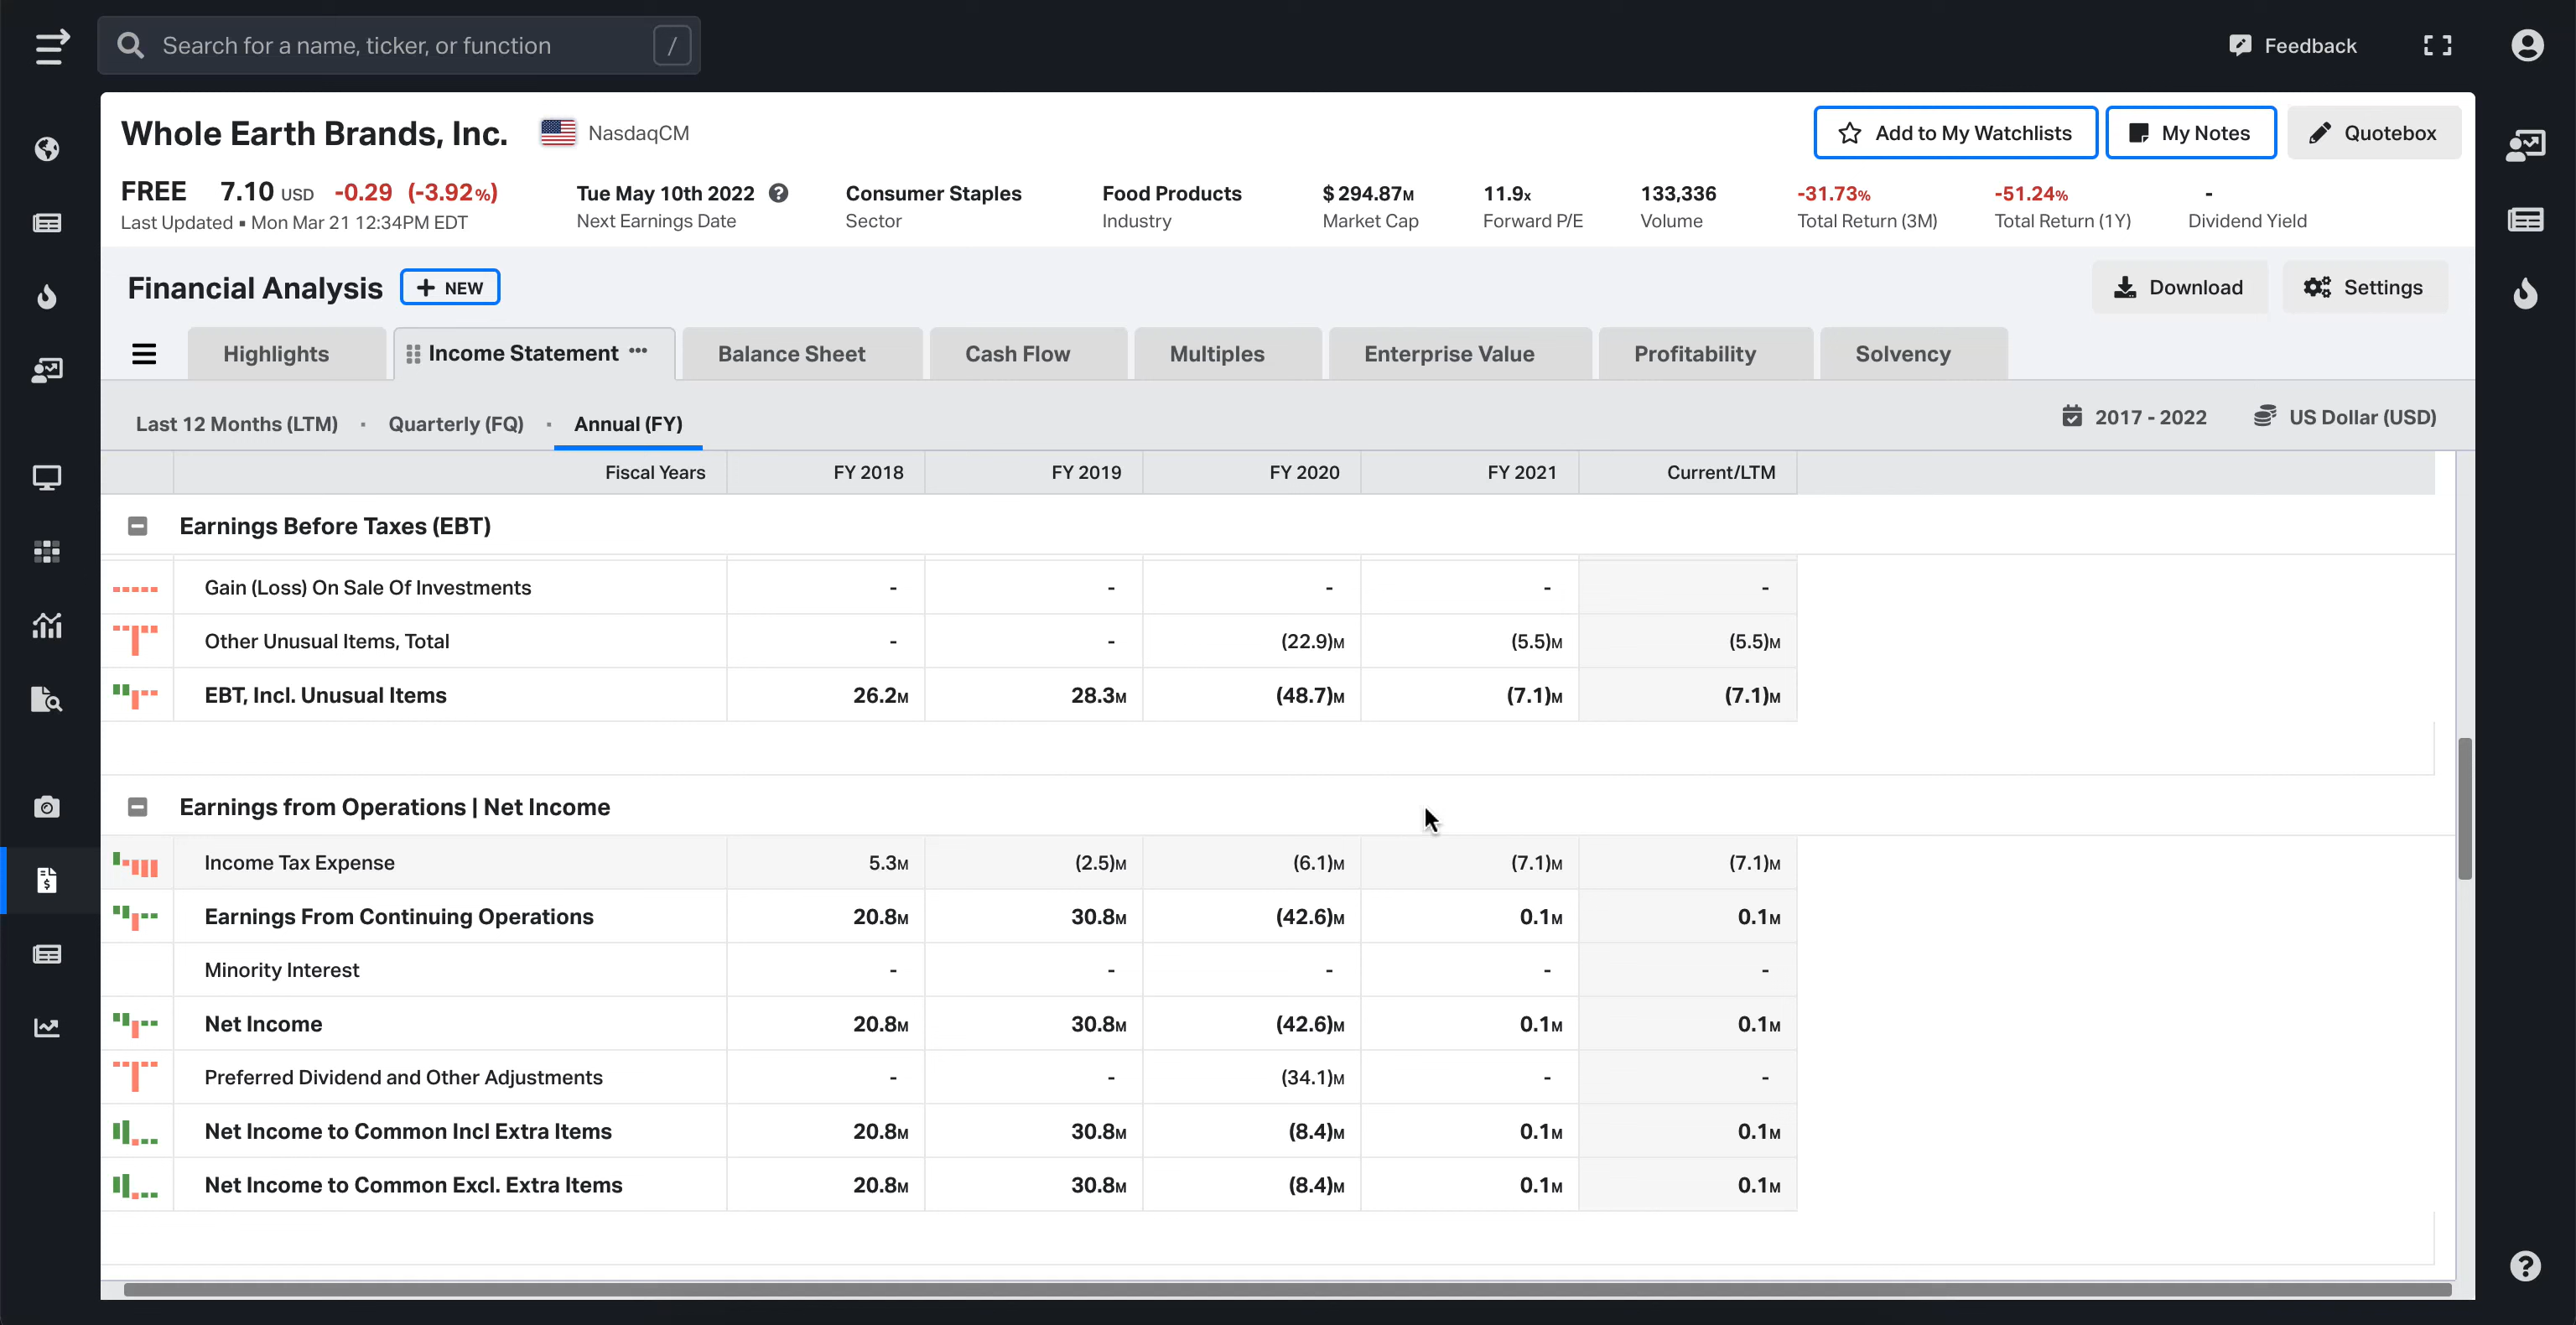 Search for a name, ticker, or function /
Feedback
Whole Earth Brands, Inc. NasdaqCM
Add to My Watchlists My Notes Quotebox
FREE 7.10 USD -0.29 (-3.92%) Tue May 10th 2022 Consumer Staples Food Products $ 294.87M 11.9x 133,336 -31.73% -51.24% -
Last Updated ▪ Mon Mar 21 12:34PM EDT Next Earnings Date Sector Industry Market Cap Forward P/E Volume Total Return (3M) Total Return (1Y) Dividend Yield
Financial Analysis + NEW Download Settings
Highlights Income Statement ••• Balance Sheet Cash Flow Multiples Enterprise Value Profitability Solvency
Last 12 Months (LTM) · Quarterly (FQ) · Annual (FY) 2017 - 2022 US Dollar (USD)
Fiscal Years FY 2018 FY 2019 FY 2020 FY 2021 Current/LTM
Earnings Before Taxes (EBT)
Gain (Loss) On Sale Of Investments - - - - -
Other Unusual Items, Total - - (22.9)M (5.5)M (5.5)M
EBT, Incl. Unusual Items 26.2M 28.3M (48.7)M (7.1)M (7.1)M
Earnings from Operations | Net Income
Income Tax Expense 5.3M (2.5)M (6.1)M (7.1)M (7.1)M
Earnings From Continuing Operations 20.8M 30.8M (42.6)M 0.1M 0.1M
Minority Interest - - - - -
Net Income 20.8M 30.8M (42.6)M 0.1M 0.1M
Preferred Dividend and Other Adjustments - - (34.1)M - -
Net Income to Common Incl Extra Items 20.8M 30.8M (8.4)M 0.1M 0.1M
Net Income to Common Excl. Extra Items 20.8M 30.8M (8.4)M 0.1M 0.1M